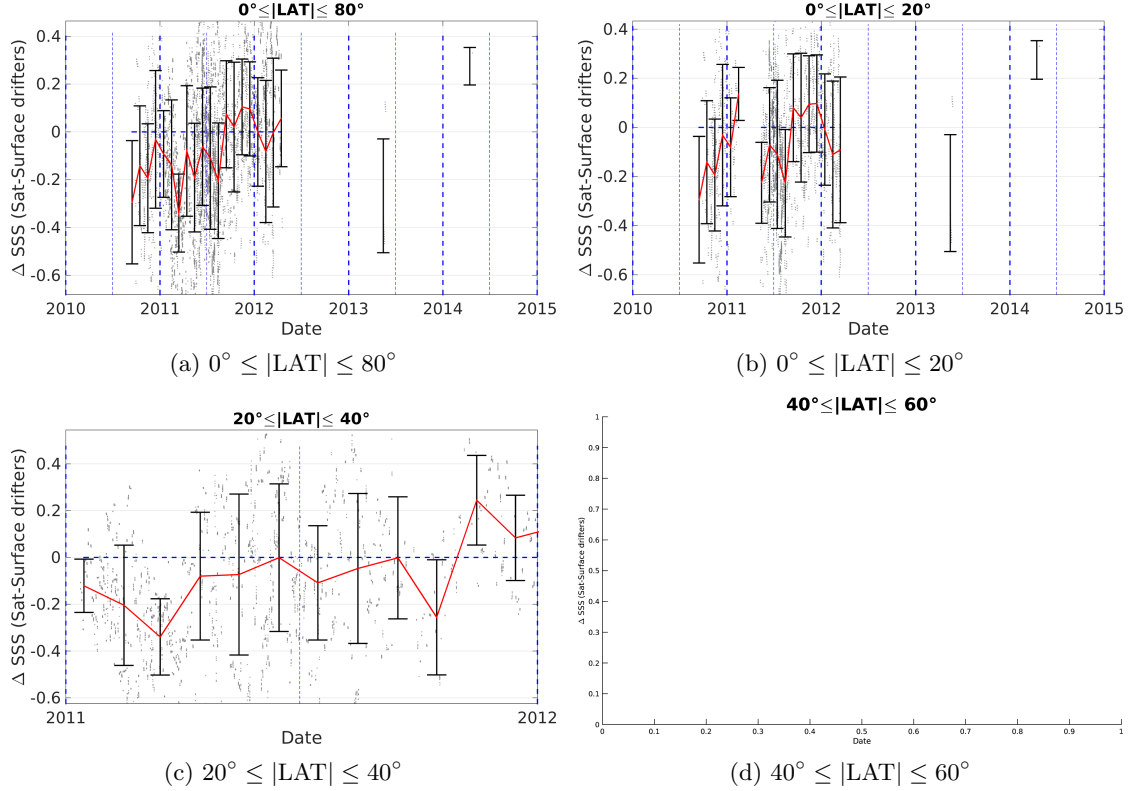 0°≤|LAT|≤ 80°
Δ SSS (Sat-Surface drifters)
0.4
0.2
0
-0.2
-0.4
-0.6
2010 2011 2012 2013 2014 2015
Date
(a) 0° ≤ |LAT| ≤ 80°
0°≤|LAT|≤ 20°
Δ SSS (Sat-Surface drifters)
0.4
0.2
0
-0.2
-0.4
-0.6
2010 2011 2012 2013 2014 2015
Date
(b) 0° ≤ |LAT| ≤ 20°
20°≤|LAT|≤ 40°
Δ SSS (Sat-Surface drifters)
0.4
0.2
0
-0.2
-0.4
-0.6
2011 2012
Date
(c) 20° ≤ |LAT| ≤ 40°
40°≤|LAT|≤ 60°
Δ SSS (Sat-Surface drifters)
1
0.9
0.8
0.7
0.6
0.5
0.4
0.3
0.2
0.1
0
0 0.1 0.2 0.3 0.4 0.5 0.6 0.7 0.8 0.9 1
Date
(d) 40° ≤ |LAT| ≤ 60°